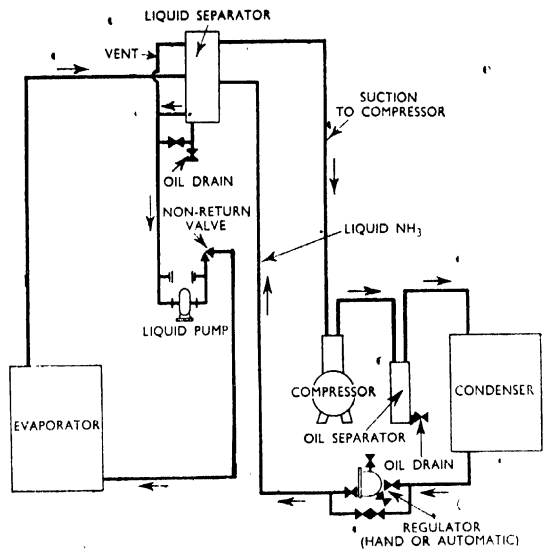 LIQUID SEPARATOR
VENT
SUCTION
TO COMPRESSOR
OIL DRAIN
NON-RETURN
VALVE
LIQUID NH₃
LIQUID PUMP
COMPRESSOR
CONDENSER
EVAPORATOR
OIL SEPARATOR
OIL DRAIN
REGULATOR
(HAND OR AUTOMATIC)